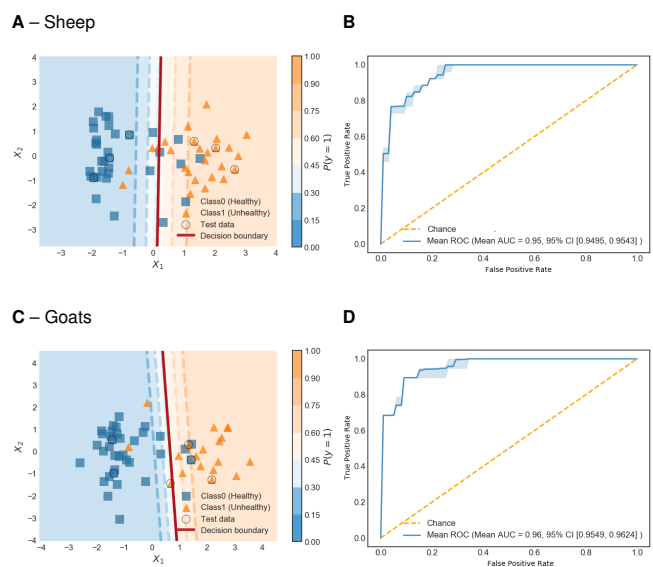 A – Sheep
B
4
3
2
1
0
−1
−2
−3
X2
−3 −2 −1 0 1 2 3 4
X1
Class0 (Healthy)
Class1 (Unhealthy)
Test data
Decision boundary
1.00
0.90
0.75
0.60
0.45
0.30
0.15
0.00
P(y = 1)
1.0
0.8
0.6
0.4
0.2
0.0
True Positive Rate
Chance
Mean ROC (Mean AUC = 0.95, 95% CI [0.9495, 0.9543] )
0.0 0.2 0.4 0.6 0.8 1.0
False Positive Rate
C – Goats
D
4
3
2
1
0
−1
−2
−3
−4
X2
−4 −3 −2 −1 0 1 2 3 4
X1
Class0 (Healthy)
Class1 (Unhealthy)
Test data
Decision boundary
1.00
0.90
0.75
0.60
0.45
0.30
0.15
0.00
P(y = 1)
1.0
0.8
0.6
0.4
0.2
0.0
True Positive Rate
Chance
Mean ROC (Mean AUC = 0.96, 95% CI [0.9549, 0.9624] )
0.0 0.2 0.4 0.6 0.8 1.0
False Positive Rate